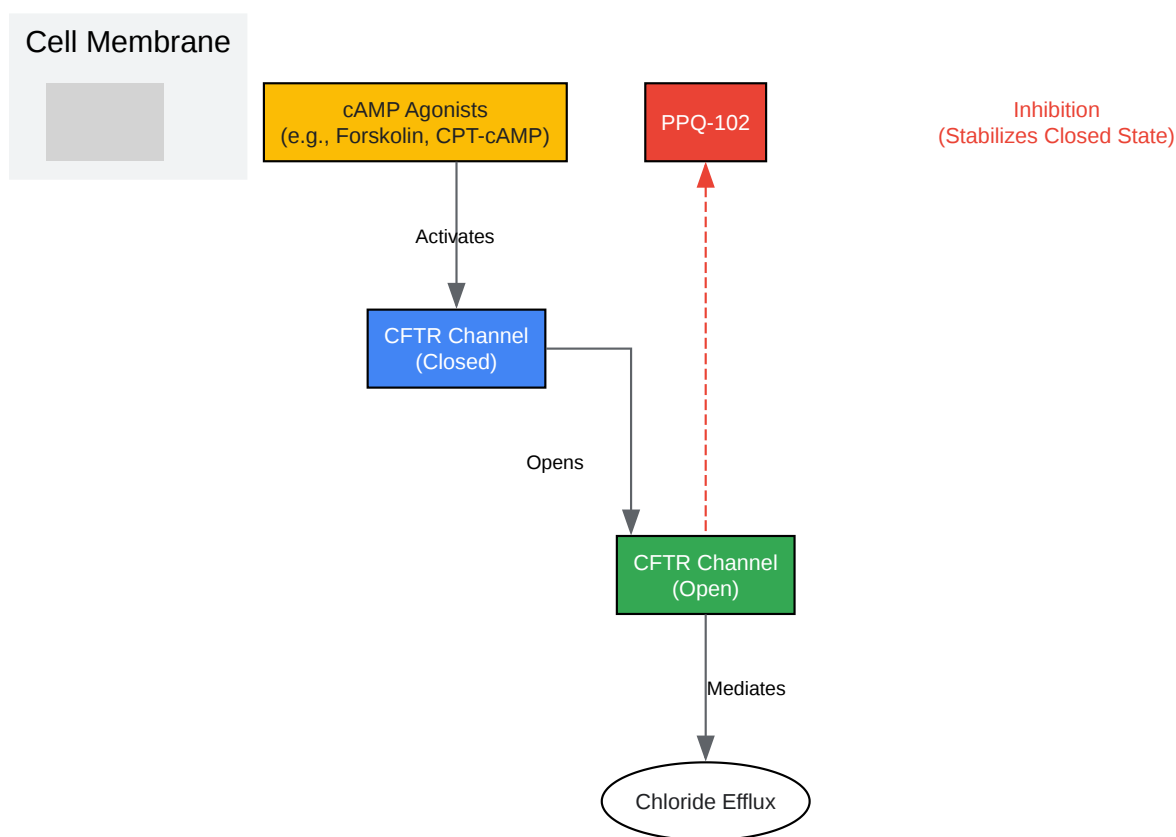 Cell Membrane
cAMP Agonists
(e.g., Forskolin, CPT-cAMP)
PPQ-102
Inhibition
(Stabilizes Closed State)
Activates
CFTR Channel
(Closed)
Opens
CFTR Channel
(Open)
Mediates
Chloride Efflux